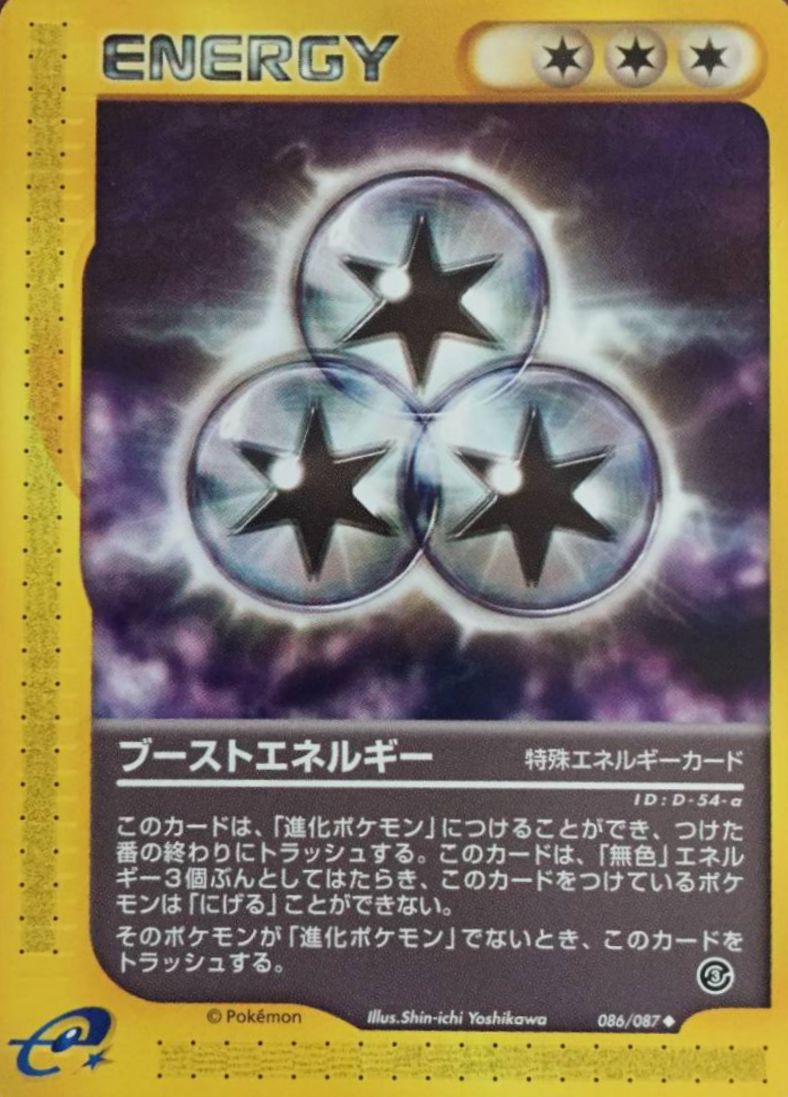 ENERGY
ブーストエネルギー 特殊エネルギーカード
ID:D-54-a
このカードは、「進化ポケモン」につけることができ、つけた
番の終わりにトラッシュする。このカードは、「無色」エネル
ギー3個ぶんとしてはたらき、このカードをつけているポケ
モンは「にげる」ことができない。
そのポケモンが「進化ポケモン」でないとき、このカードを
トラッシュする。
3
© Pokémon Illus.Shin-ichi Yoshikawa 086/087◆
e